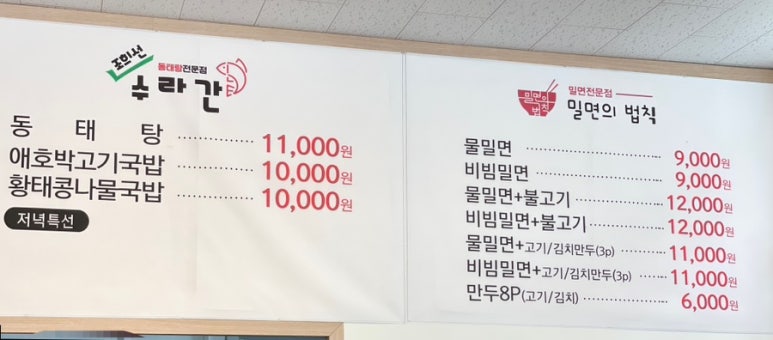 조희선
동태탕전문점
수라간
동태탕 11,000원
애호박고기국밥 10,000원
황태콩나물국밥 10,000원
저녁특선
밀면의 법칙
밀면전문점
밀면의 법칙
물밀면 9,000원
비빔밀면 9,000원
물밀면+불고기 12,000원
비빔밀면+불고기 12,000원
물밀면+고기/김치만두(3p) 11,000원
비빔밀면+고기/김치만두(3p) 11,000원
만두8P(고기/김치) 6,000원